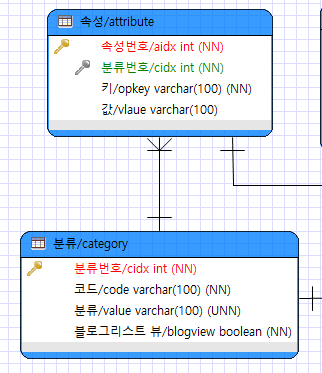 속성/attribute
속성번호/aidx int (NN)
분류번호/cidx int (NN)
키/opkey varchar(100) (NN)
값/vlaue varchar(100)
분류/category
분류번호/cidx int (NN)
코드/code varchar(100) (NN)
분류/value varchar(100) (UNN)
블로그리스트 뷰/blogview boolean (NN)